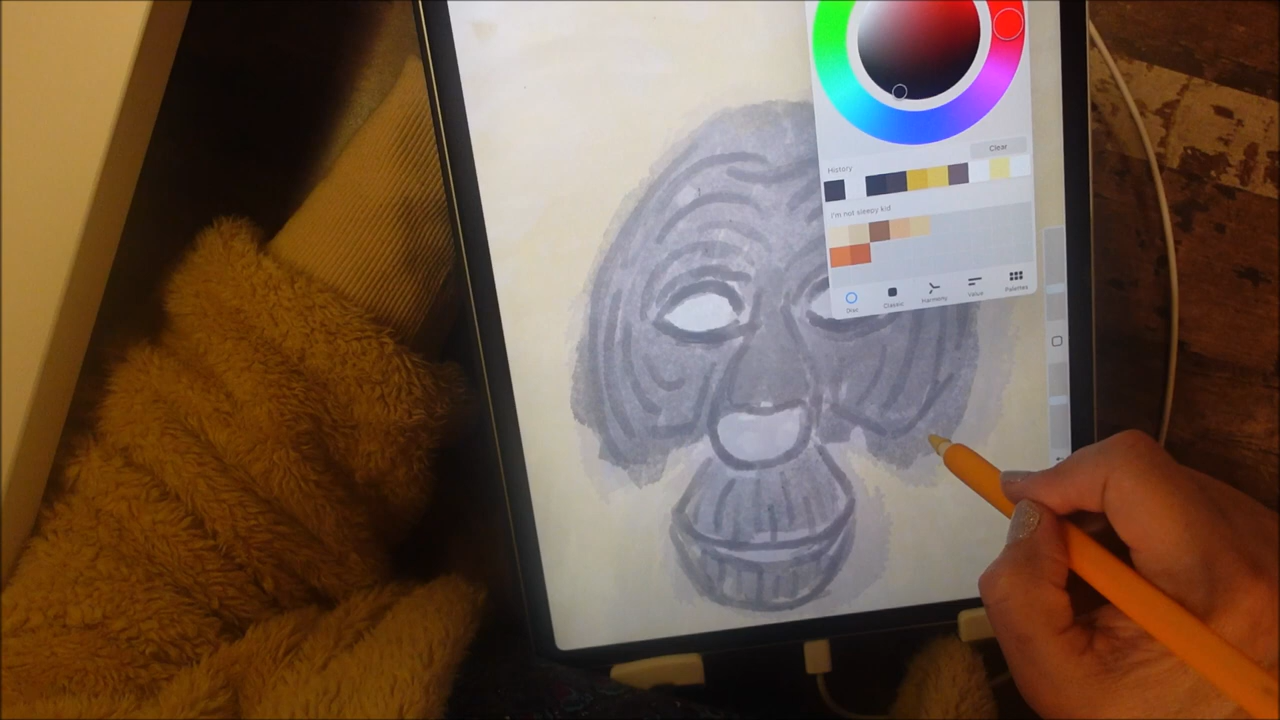 Clear
History
I'm not sleepy kid
Disc Classic Harmony Value Palettes